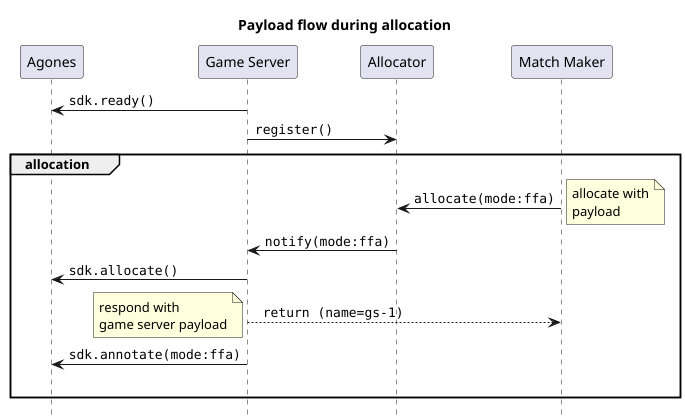 Payload flow during allocation
Agones
Game Server
Allocator
Match Maker
sdk.ready()
register()
allocation
allocate(mode:ffa)
allocate with
payload
notify(mode:ffa)
sdk.allocate()
respond with
game server payload
return (name=gs-1)
sdk.annotate(mode:ffa)